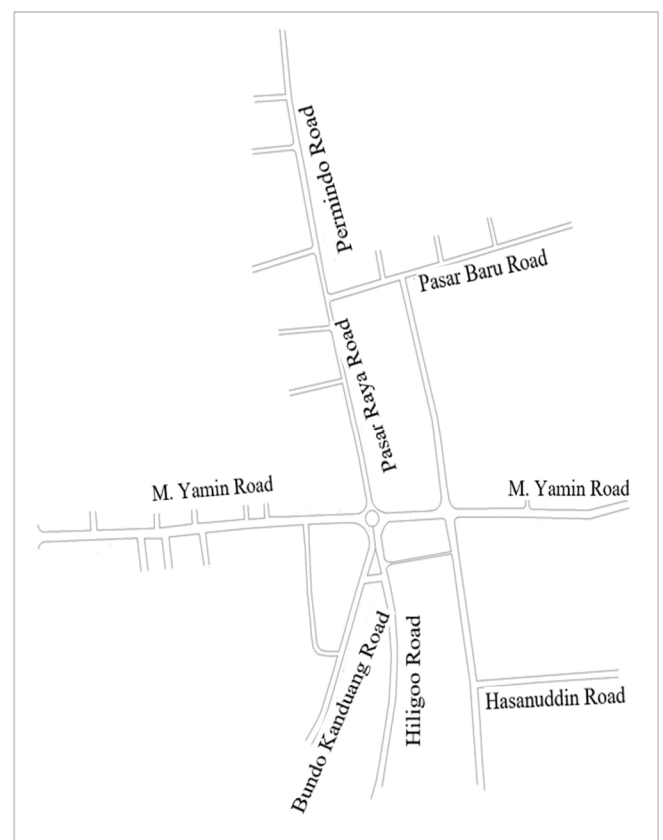 Permindo Road
Pasar Baru Road
Pasar Raya Road
M. Yamin Road
M. Yamin Road
Bundo Kanduang Road
Hiligoo Road
Hasanuddin Road